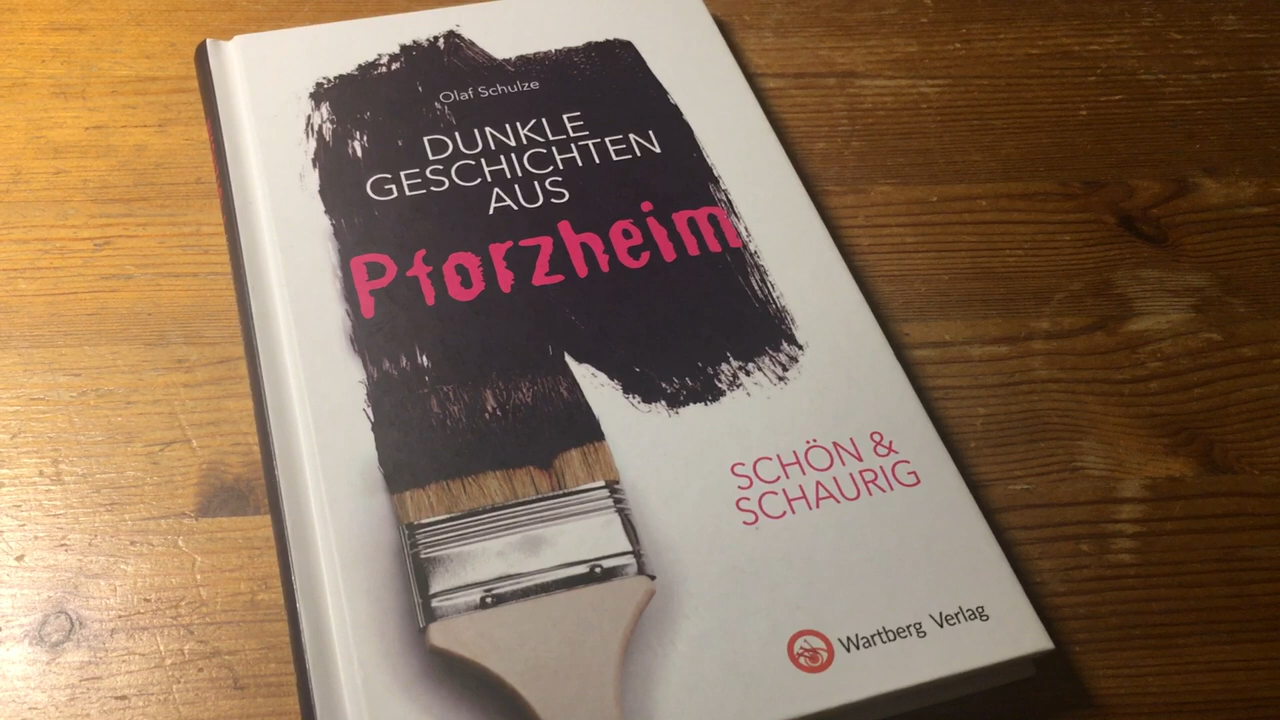 Olaf Schulze
DUNKLE
GESCHICHTEN
AUS
Pforzheim
SCHÖN &
SCHAURIG
Wartberg Verlag